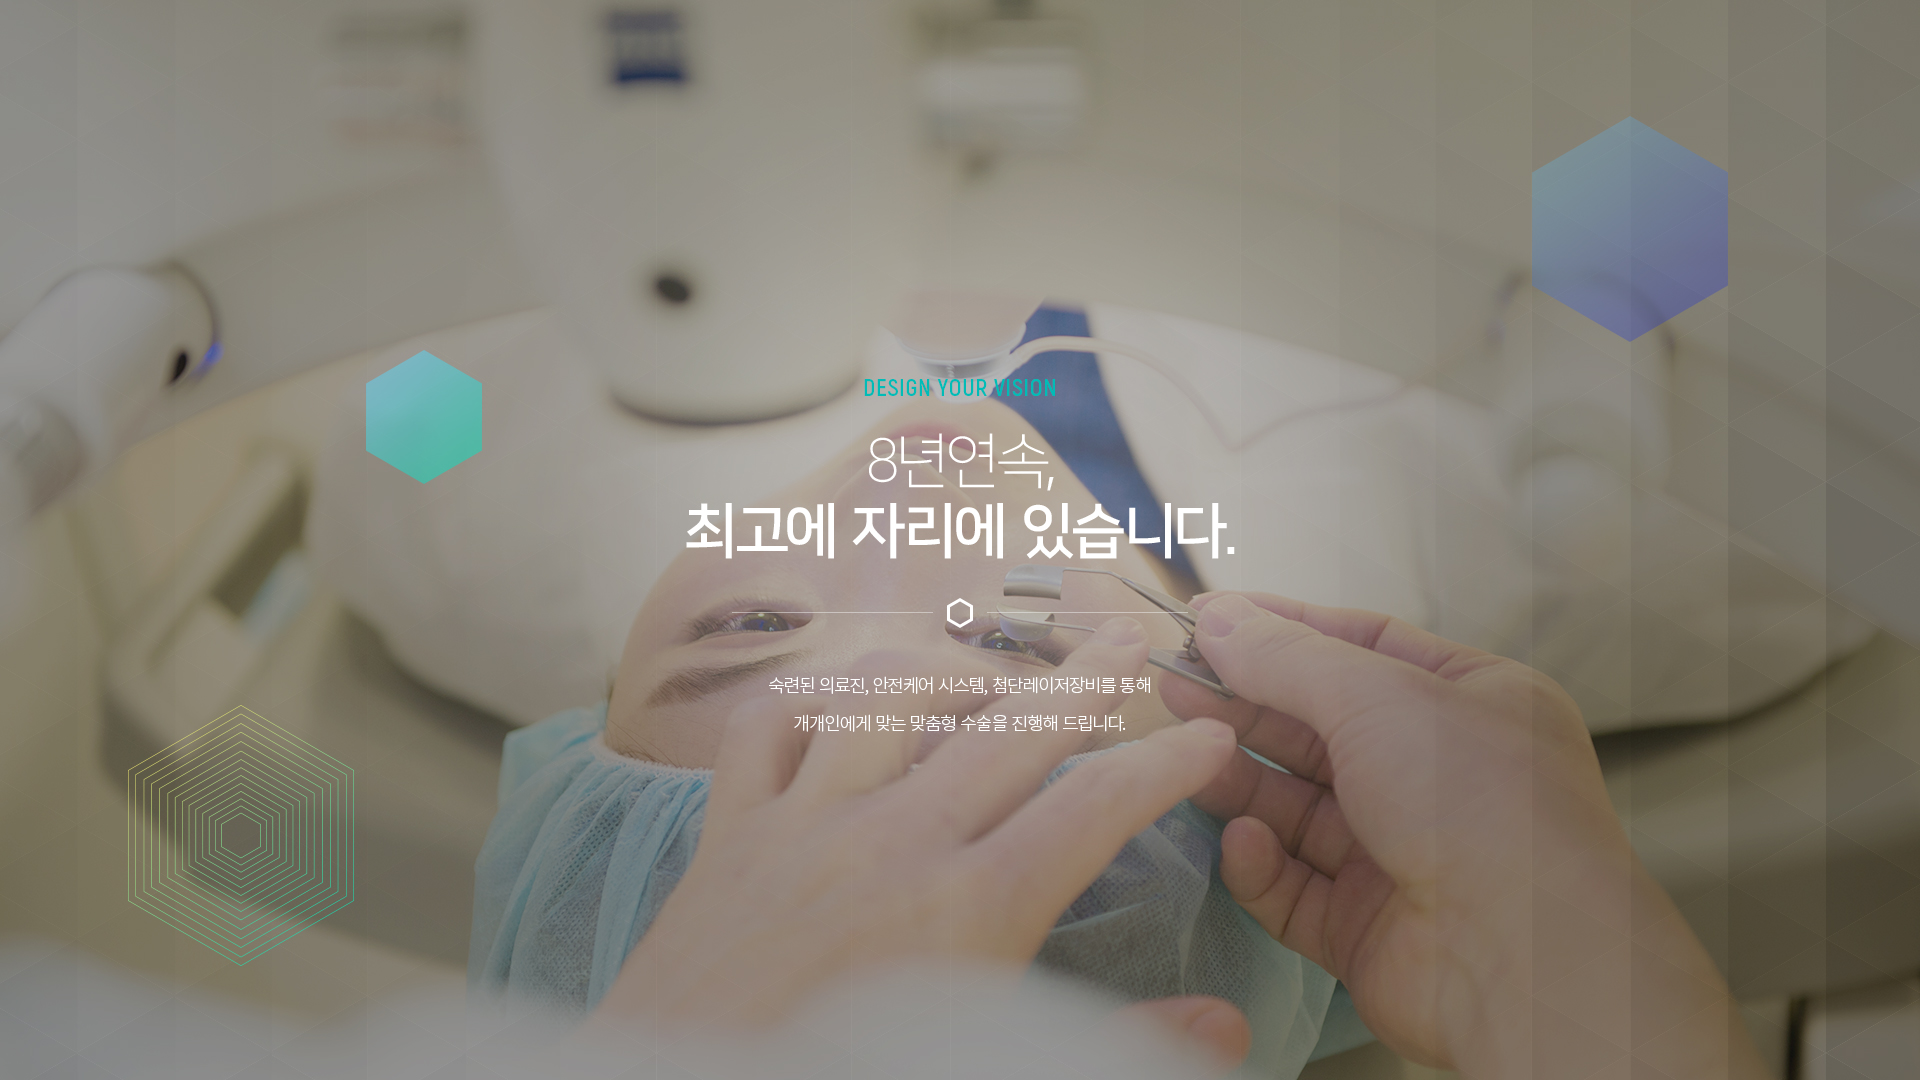 DESIGN YOUR VISION
8년연속,
최고에 자리에 있습니다.
숙련된 의료진, 안전케어 시스템, 첨단레이저장비를 통해
개개인에게 맞는 맞춤형 수술을 진행해 드립니다.